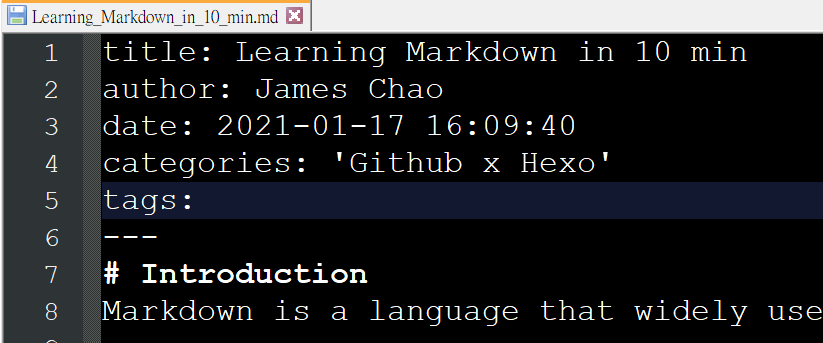 Learning_Markdown_in_10_min.md
1 title: Learning Markdown in 10 min
2 author: James Chao
3 date: 2021-01-17 16:09:40
4 categories: 'Github x Hexo'
5 tags:
6 ---
7 # Introduction
8 Markdown is a language that widely use